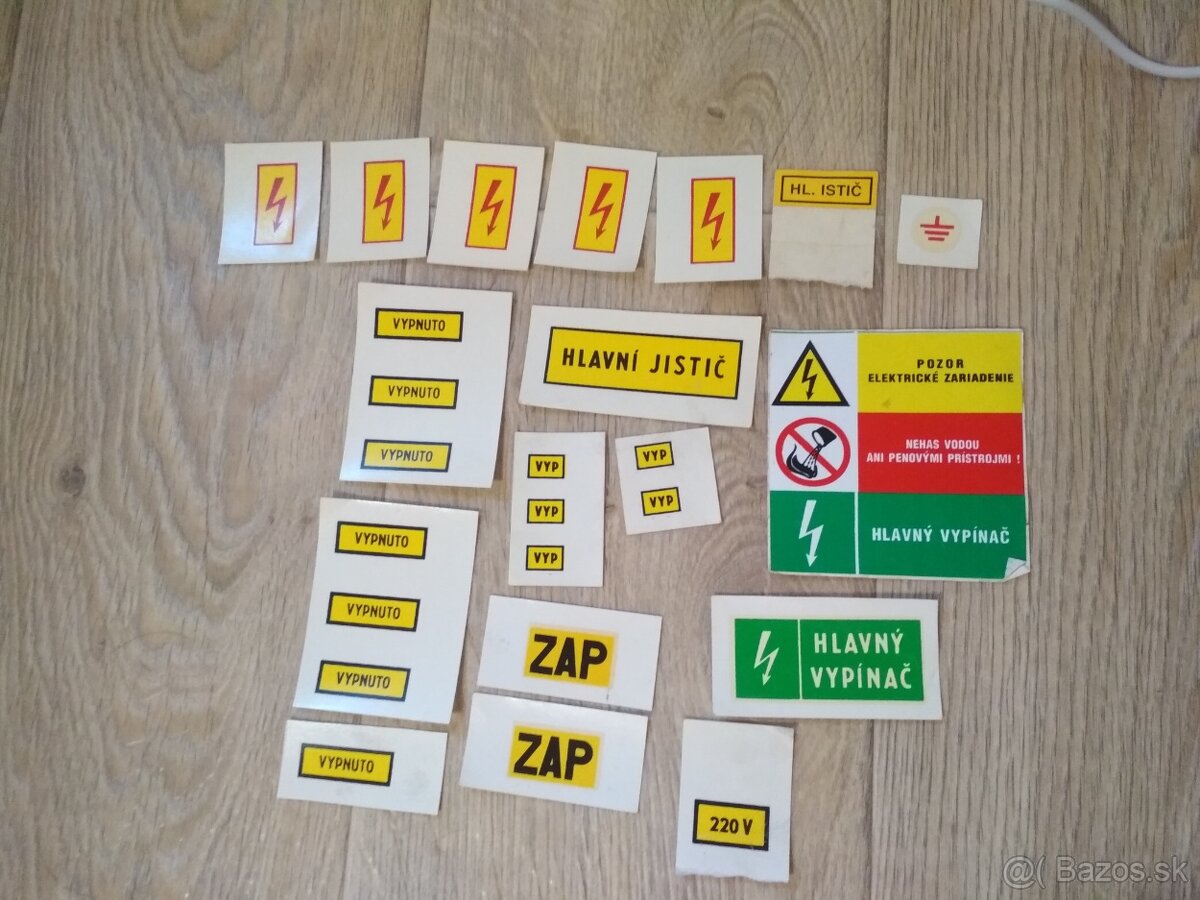 HL. ISTIČ
VYPNUTO
VYPNUTO
VYPNUTO
HLAVNÍ JISTIČ
POZOR
ELEKTRICKÉ ZARIADENIE
NEHAS VODOU
ANI PENOVÝMI PRÍSTROJMI !
HLAVNÝ VYPÍNAČ
VYP
VYP
VYP
VYP
VYP
VYPNUTO
VYPNUTO
VYPNUTO
VYPNUTO
ZAP
ZAP
HLAVNÝ
VYPÍNAČ
220 V
@( Bazos.sk